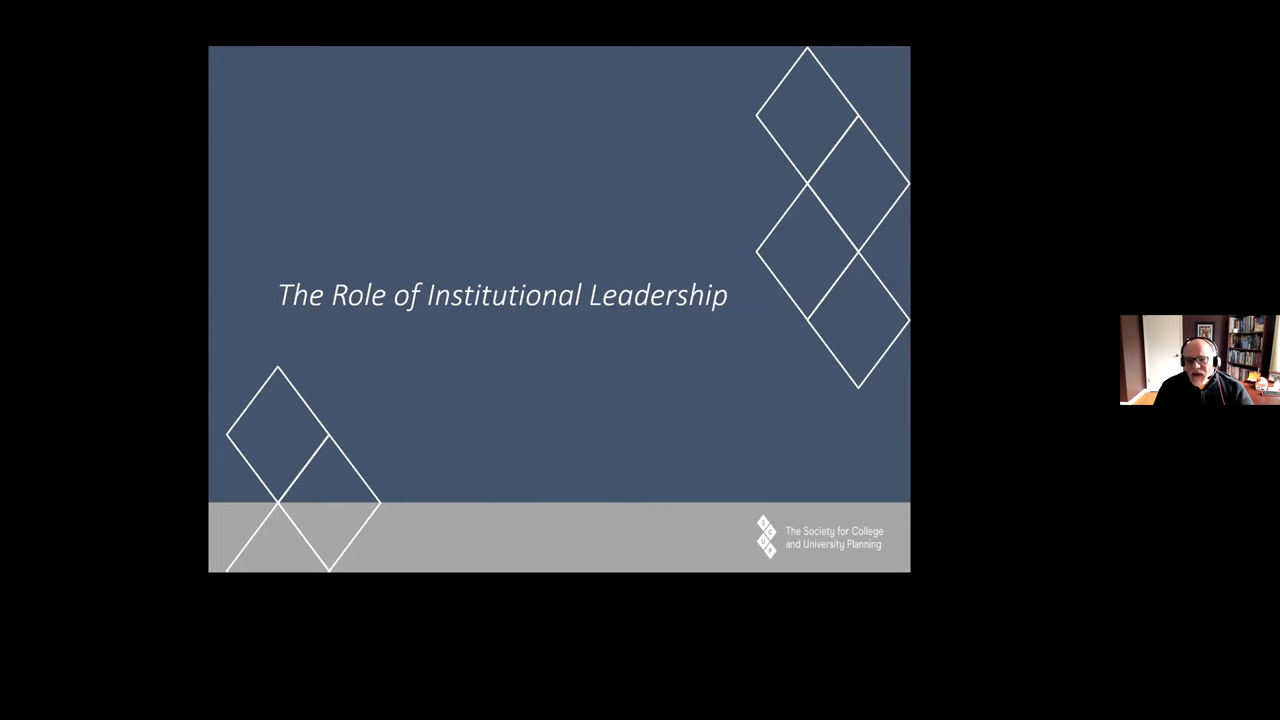 The Role of Institutional Leadership
S
C
U
P
The Society for College
and University Planning